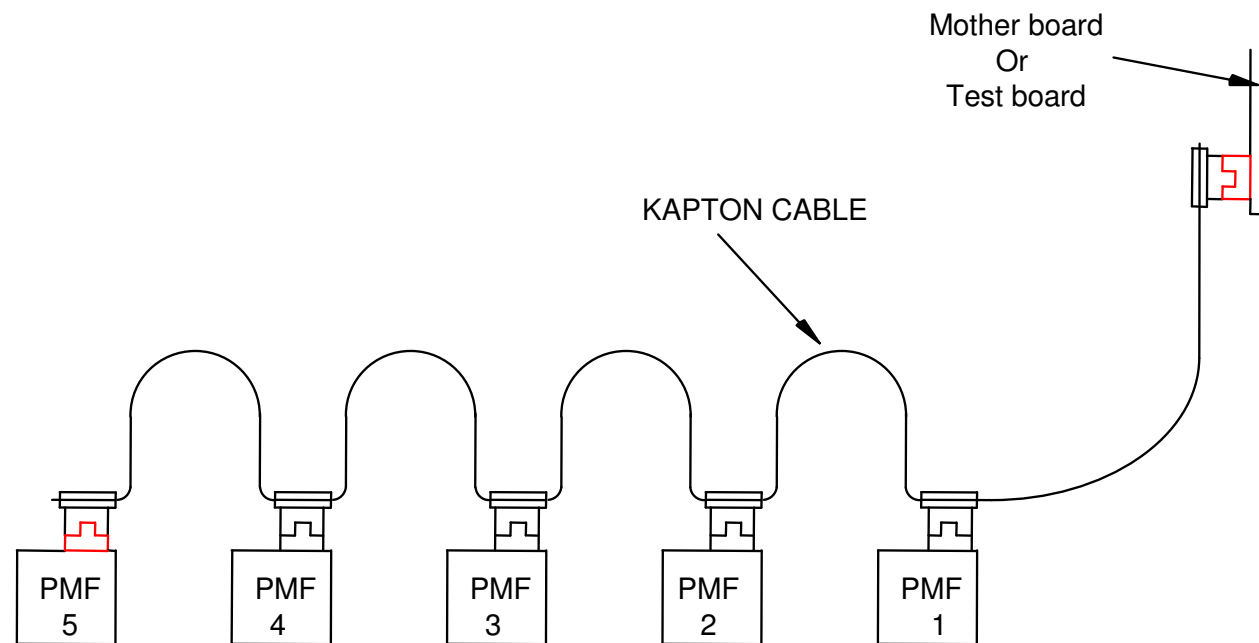 Mother board
Or
Test board
KAPTON CABLE
PMF
5
PMF
4
PMF
3
PMF
2
PMF
1